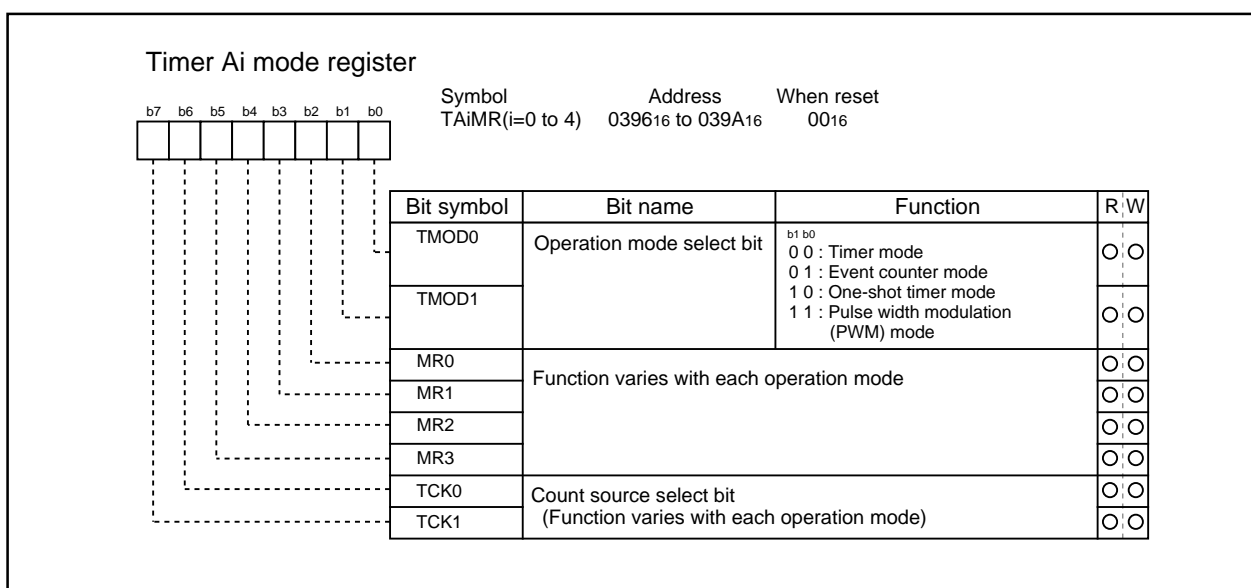 Timer Ai mode register
Symbol Address When reset
TAiMR(i=0 to 4) 039616 to 039A16 0016
b7 b6 b5 b4 b3 b2 b1 b0
Bit symbol Bit name Function R W
TMOD0 Operation mode select bit
b1 b0
0 0 : Timer mode
0 1 : Event counter mode
TMOD1
1 0 : One-shot timer mode
1 1 : Pulse width modulation
(PWM) mode
MR0
Function varies with each operation mode
MR1
MR2
MR3
TCK0
Count source select bit
(Function varies with each operation mode)
TCK1